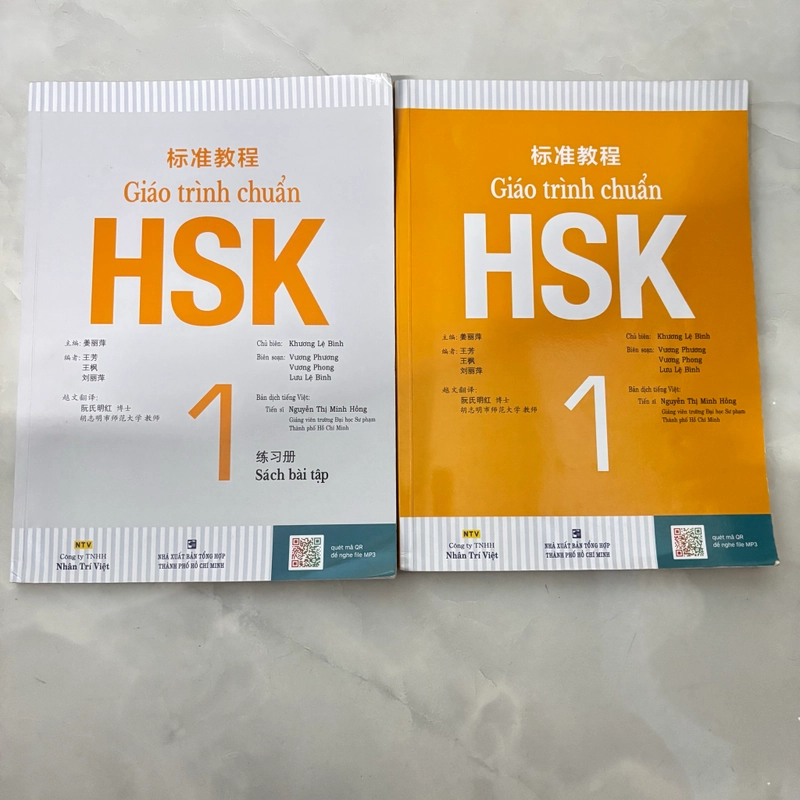 标准教程
Giáo trình chuẩn
HSK
主编: 姜丽萍
Chủ biên: Khương Lệ Bình
编者: 王芳
王枫
刘丽萍
Biên soạn: Vương Phương
Vương Phong
Lưu Lệ Bình
越文翻译:
阮氏明红 博士
胡志明市师范大学 教师
Bản dịch tiếng Việt:
Tiến sĩ Nguyễn Thị Minh Hồng
Giảng viên trường Đại học Sư phạm
Thành phố Hồ Chí Minh
1
练习册
Sách bài tập
NTV
Công ty TNHH
Nhân Trí Việt
NHÀ XUẤT BẢN TỔNG HỢP
THÀNH PHỐ HỒ CHÍ MINH
quét mã QR
để nghe file MP3
标准教程
Giáo trình chuẩn
HSK
主编: 姜丽萍
Chủ biên: Khương Lệ Bình
编者: 王芳
王枫
刘丽萍
Biên soạn: Vương Phương
Vương Phong
Lưu Lệ Bình
越文翻译:
阮氏明红 博士
胡志明市师范大学 教师
Bản dịch tiếng Việt:
Tiến sĩ Nguyễn Thị Minh Hồng
Giảng viên trường Đại học Sư phạm
Thành phố Hồ Chí Minh
1
NTV
Công ty TNHH
Nhân Trí Việt
NHÀ XUẤT BẢN TỔNG HỢP
THÀNH PHỐ HỒ CHÍ MINH
quét mã QR
để nghe file MP3